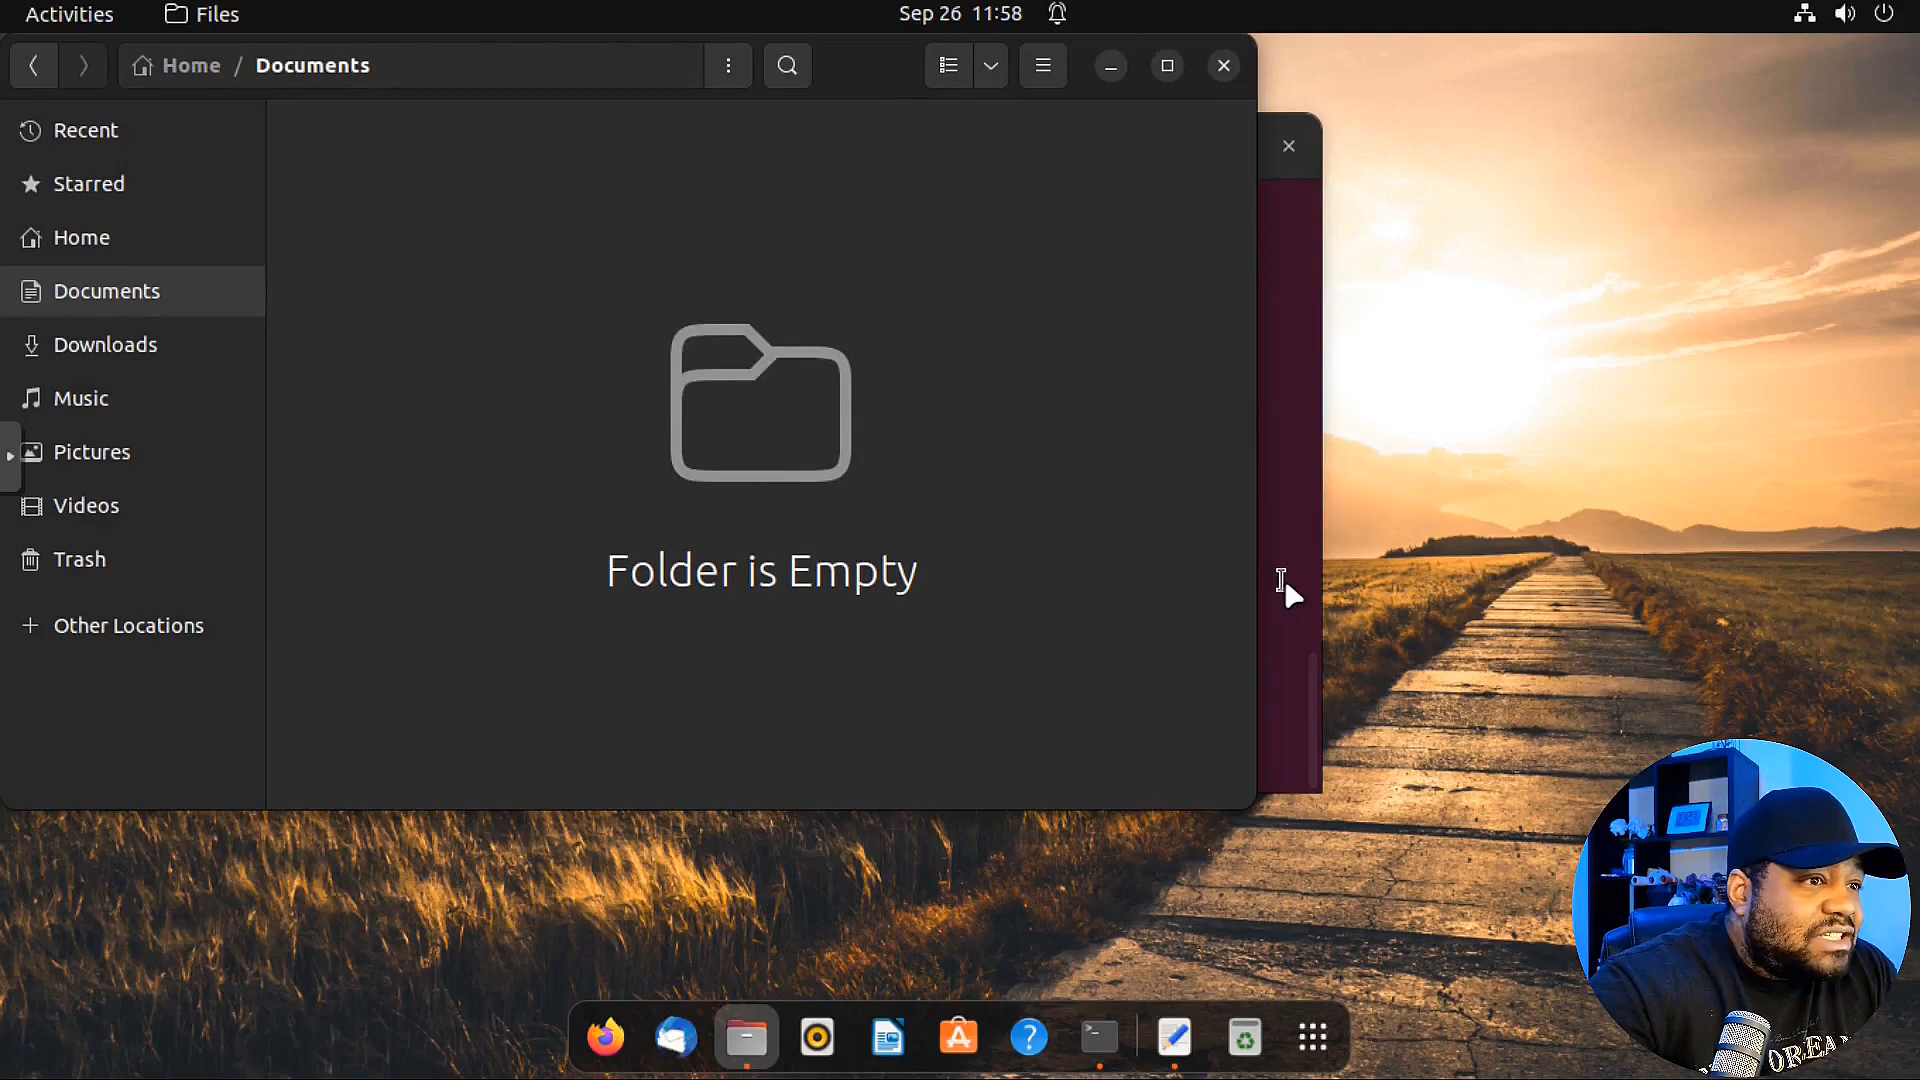 Activities
Files
Sep 26 11:58
Home / Documents
Recent
Starred
Home
Documents
Downloads
Music
Pictures
Videos
Trash
Other Locations
Folder is Empty